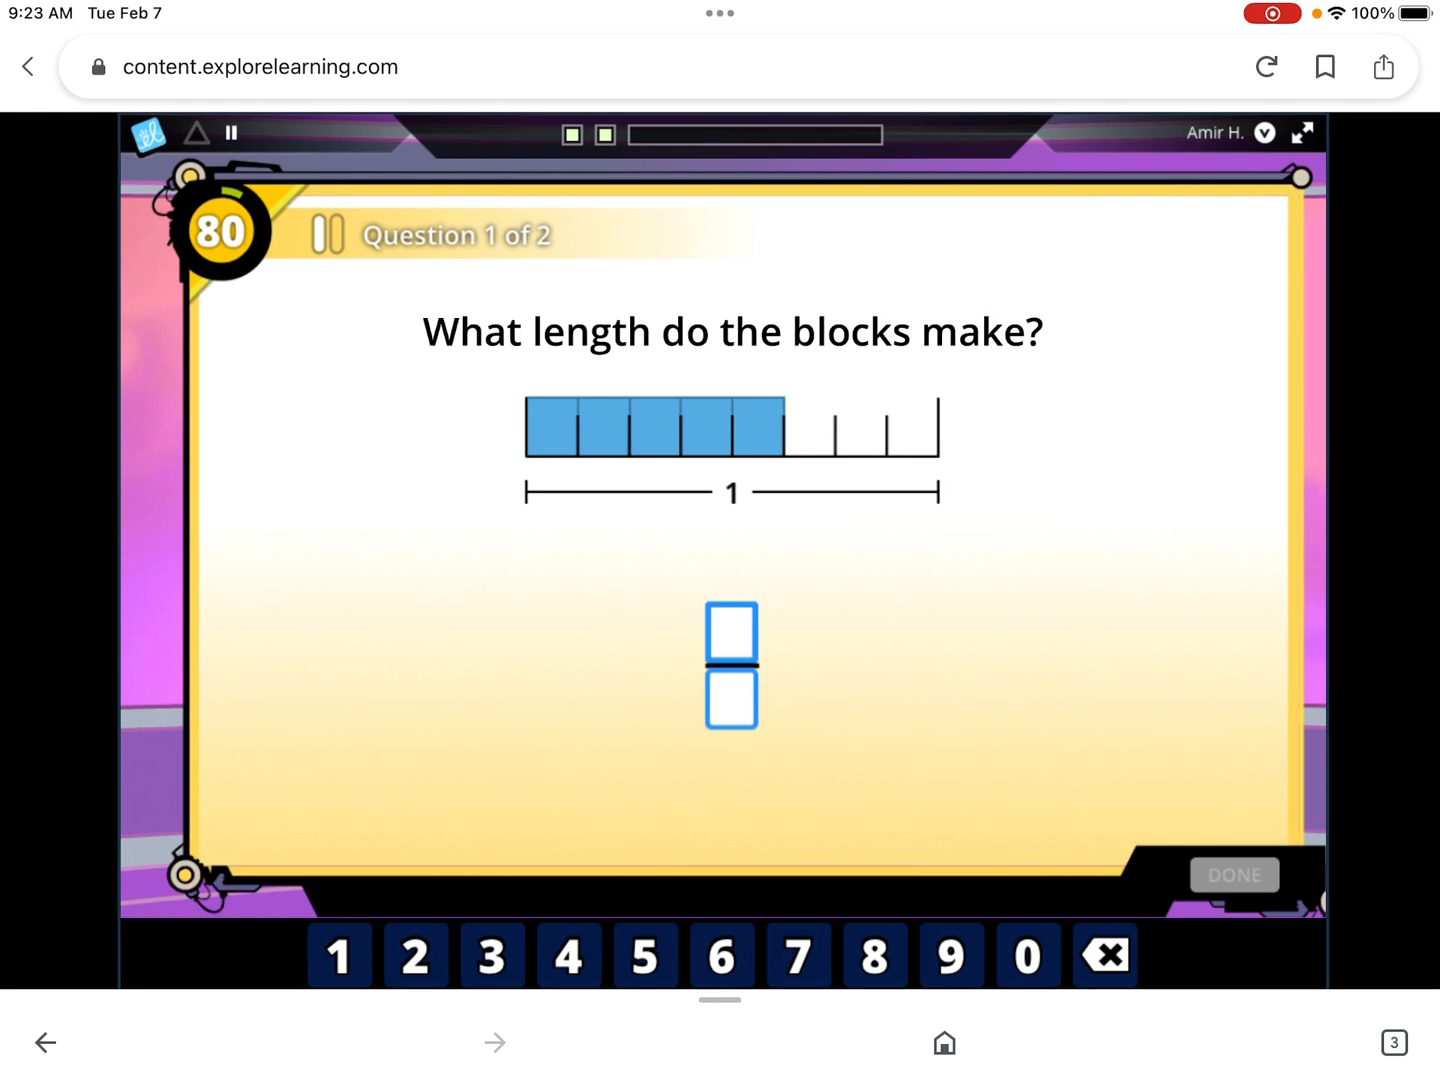 9:23 AM Tue Feb 7 100%
content.explorelearning.com
Amir H.
80
Question 1 of 2
What length do the blocks make?
1
DONE
1 2 3 4 5 6 7 8 9 0
3